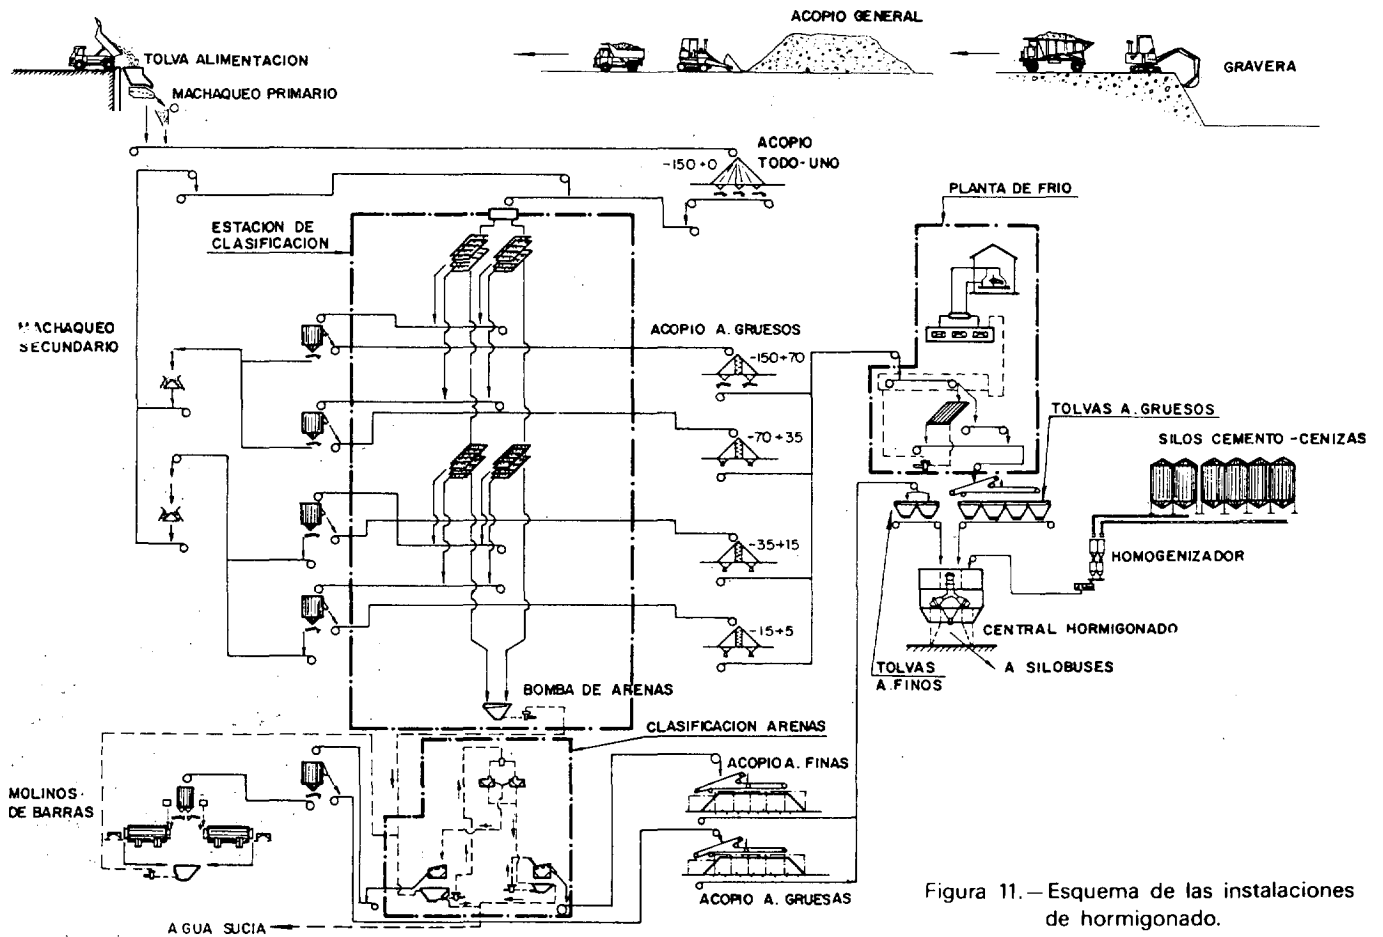 ACOPIO GENERAL
TOLVA ALIMENTACION
GRAVERA
MACHAQUEO PRIMARIO
ACOPIO
TODO-UNO
-150+0
PLANTA DE FRIO
ESTACION DE
CLASIFICACION
MACHAQUEO
SECUNDARIO
ACOPIO A. GRUESOS
-150+70
-70+35
-35+15
-15+5
TOLVAS A. GRUESOS
SILOS CEMENTO-CENIZAS
HOMOGENIZADOR
CENTRAL HORMIGONADO
A SILOBUSES
TOLVAS
A. FINOS
BOMBA DE ARENAS
CLASIFICACION ARENAS
ACOPIO A. FINAS
MOLINOS
DE BARRAS
ACOPIO A. GRUESAS
AGUA SUCIA
Figura 11.—Esquema de las instalaciones
de hormigonado.